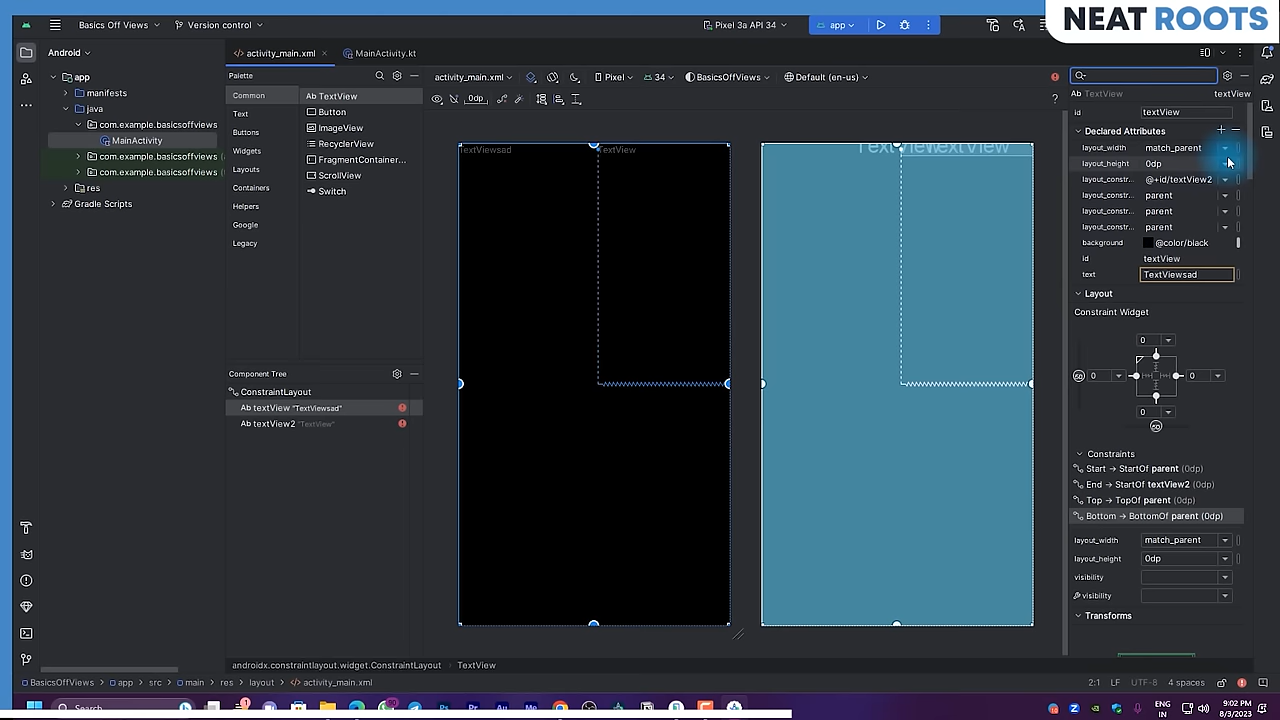 NEAT ROOTS
Basics Off Views
Version control
Pixel 3a API 34
app
Android
activity_main.xml
MainActivity.kt
app
manifests
java
com.example.basicsoffviews
MainActivity
com.example.basicsoffviews
com.example.basicsoffviews
res
Gradle Scripts
Palette
Common
Text
Buttons
Widgets
Layouts
Containers
Helpers
Google
Legacy
Ab TextView
Button
ImageView
RecyclerView
FragmentContainer...
ScrollView
Switch
Component Tree
ConstraintLayout
Ab textView "TextViewsad"
Ab textView2 "TextView"
activity_main.xml
Pixel
34
BasicsOffViews
Default (en-us)
0dp
?
TextViewsad
TextView
Ab TextView textView
id textView
Declared Attributes
layout_width match_parent
layout_height 0dp
layout_constr... @+id/textView2
layout_constr... parent
layout_constr... parent
layout_constr... parent
background @color/black
id textView
text TextViewsad
Layout
Constraint Widget
0
50 0 0
0
50
Constraints
Start → StartOf parent (0dp)
End → StartOf textView2 (0dp)
Top → TopOf parent (0dp)
Bottom → BottomOf parent (0dp)
layout_width match_parent
layout_height 0dp
visibility
visibility
Transforms
androidx.constraintlayout.widget.ConstraintLayout > TextView
BasicsOffViews > app > src > main > res > layout > activity_main.xml
2:1 LF UTF-8 4 spaces
Search
ENG
IN
9:02 PM
8/3/2023